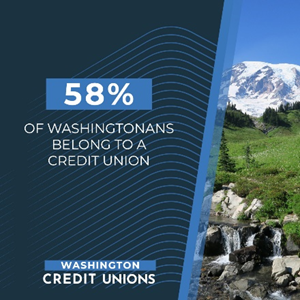 58%
OF WASHINGTONANS
BELONG TO A
CREDIT UNION
WASHINGTON
CREDIT UNIONS